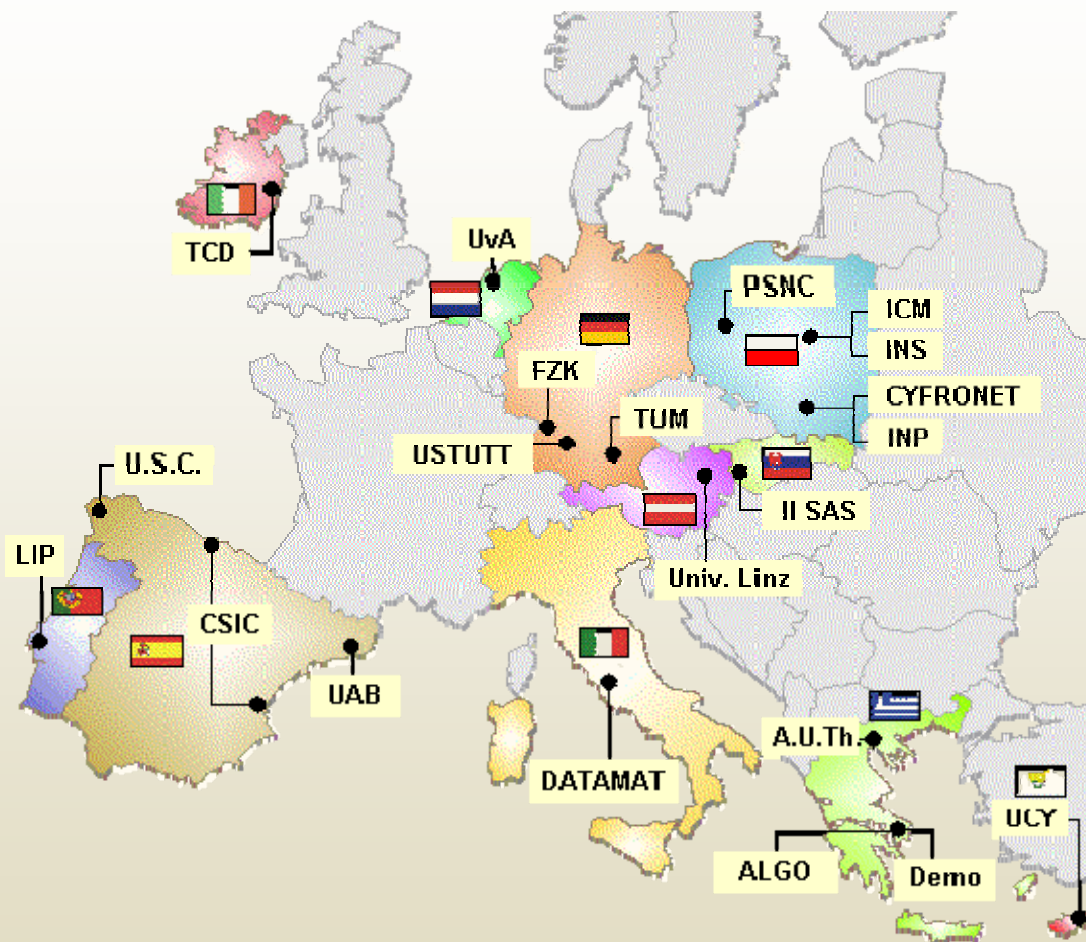 TCD
UvA
PSNC
ICM
INS
FZK
CYFRONET
TUM
INP
USTUTT
U.S.C.
II SAS
LIP
Univ. Linz
CSIC
UAB
A.U.Th.
DATAMAT
UCY
ALGO
Demo